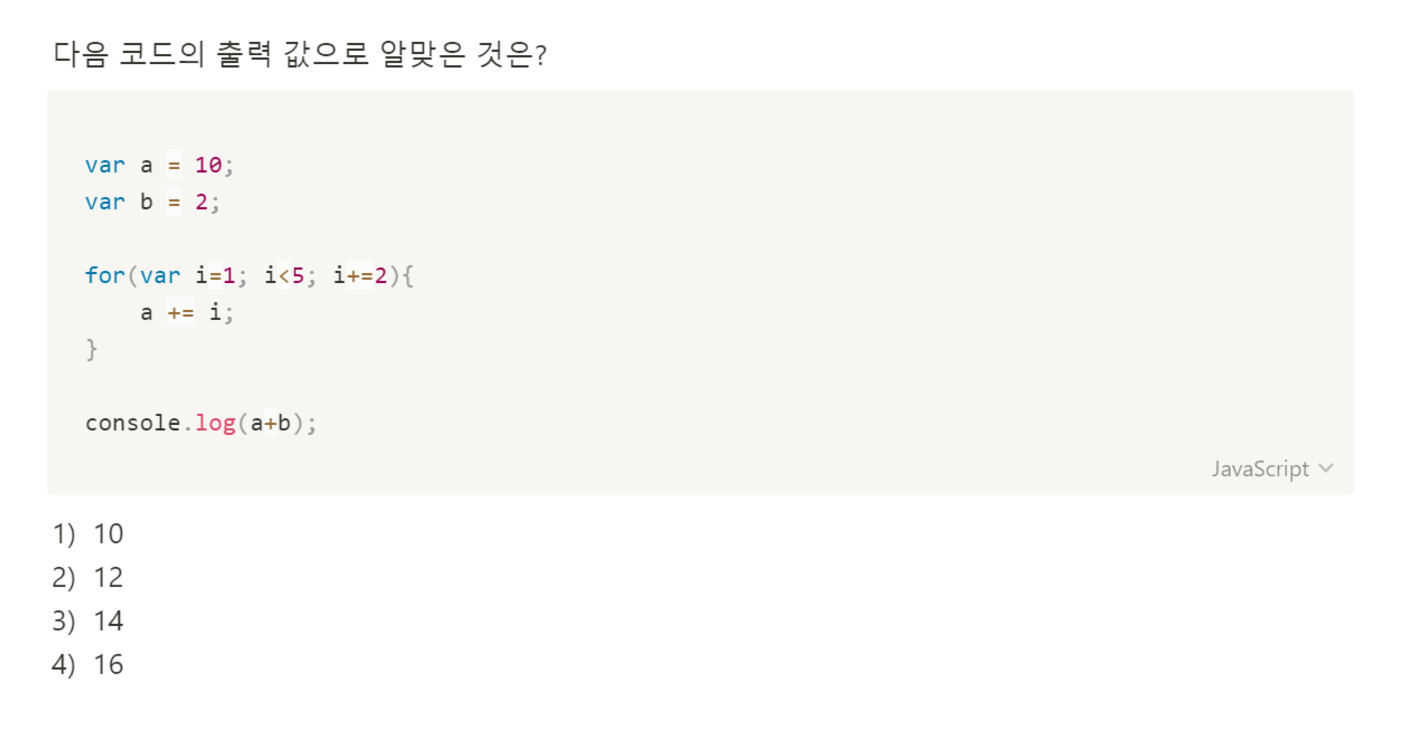 다음 코드의 출력 값으로 알맞은 것은?
var a = 10;
var b = 2;
for(var i=1; i<5; i+=2){
    a += i;
}
console.log(a+b);
JavaScript
1) 10
2) 12
3) 14
4) 16